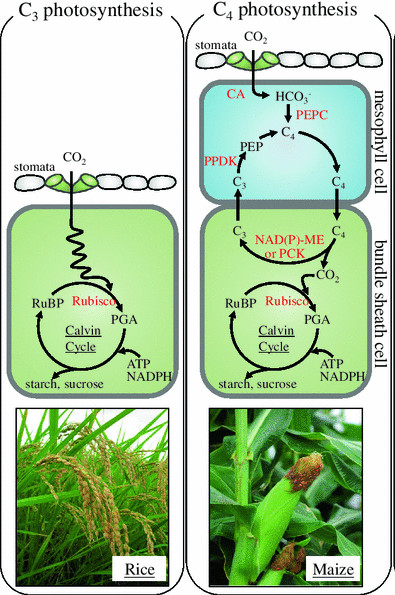 C3 photosynthesis
stomata
CO2
RuBP
Rubisco
PGA
Calvin
Cycle
ATP
NADPH
starch, sucrose
Rice
C4 photosynthesis
CO2
stomata
CA
HCO3-
PEPC
PEP
C4
PPDK
C3
C4
mesophyll cell
C3
NAD(P)-ME
or PCK
C4
CO2
RuBP
Rubisco
PGA
Calvin
Cycle
ATP
NADPH
starch, sucrose
bundle sheath cell
Maize